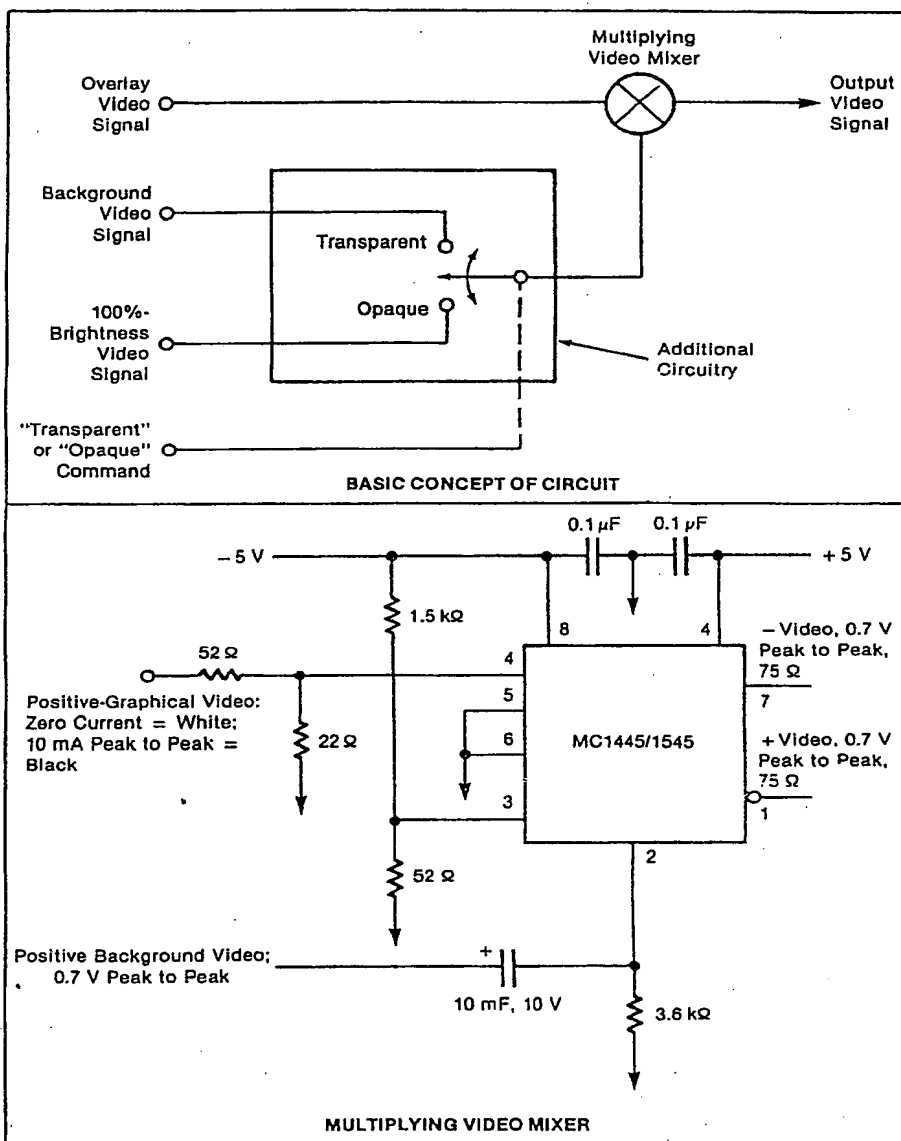 Multiplying
Video Mixer
Overlay
Video
Signal
Output
Video
Signal
Background
Video
Signal
Transparent
Opaque
100%-
Brightness
Video
Signal
Additional
Circuitry
"Transparent"
or "Opaque"
Command
BASIC CONCEPT OF CIRCUIT
0.1 μF
0.1 μF
– 5 V
+ 5 V
1.5 kΩ
8
4
– Video, 0.7 V
Peak to Peak,
75 Ω
7
52 Ω
4
Positive-Graphical Video:
Zero Current = White;
10 mA Peak to Peak =
Black
22 Ω
5
6
MC1445/1545
+ Video, 0.7 V
Peak to Peak,
75 Ω
1
3
52 Ω
2
Positive Background Video;
0.7 V Peak to Peak
+
10 mF, 10 V
3.6 kΩ
MULTIPLYING VIDEO MIXER